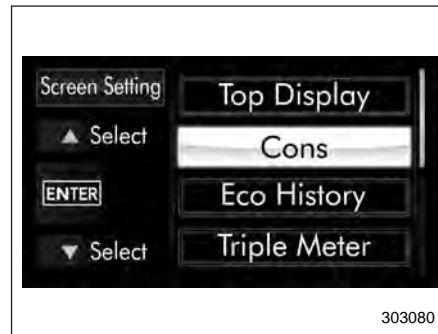 Screen Setting
▲ Select
ENTER
▼ Select
Top Display
Cons
Eco History
Triple Meter
303080